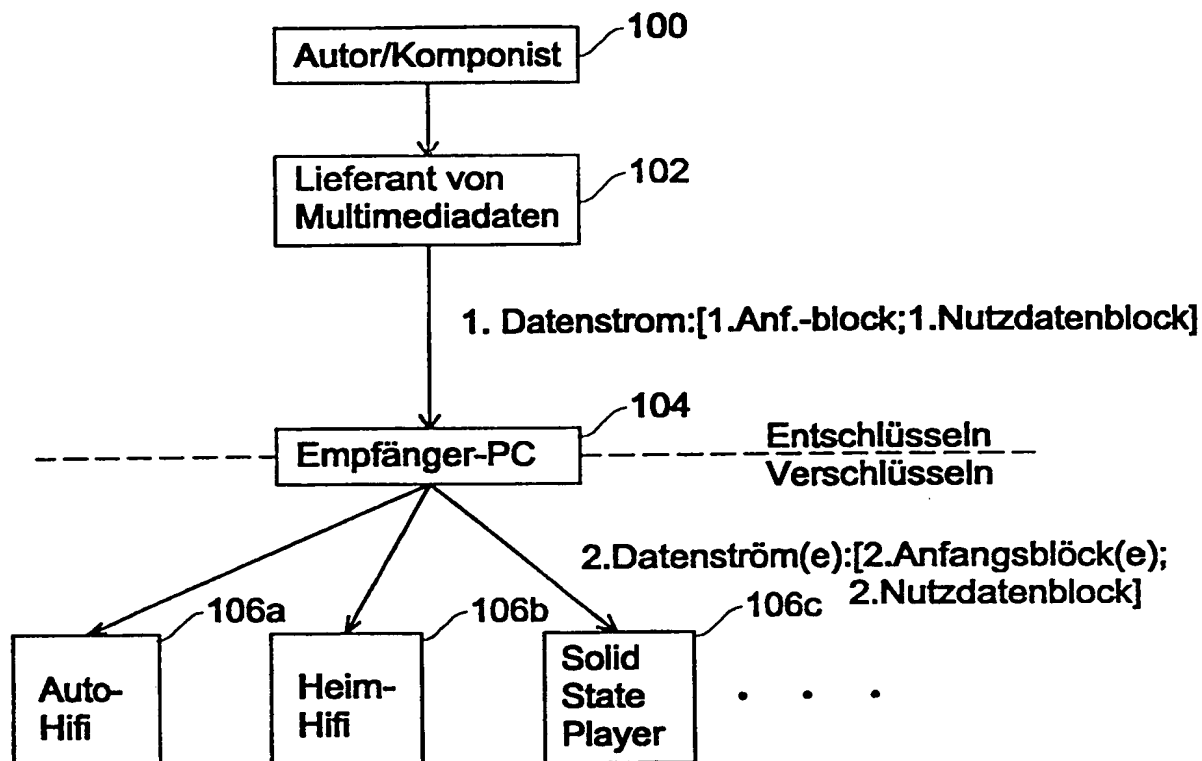 100
Autor/Komponist
102
Lieferant von
Multimediadaten
1. Datenstrom:[1.Anf.-block;1.Nutzdatenblock]
104
Empfänger-PC
Entschlüsseln
Verschlüsseln
2.Datenström(e):[2.Anfangsblöck(e);
2.Nutzdatenblock]
106a
106b
106c
Auto-
Hifi
Heim-
Hifi
Solid
State
Player